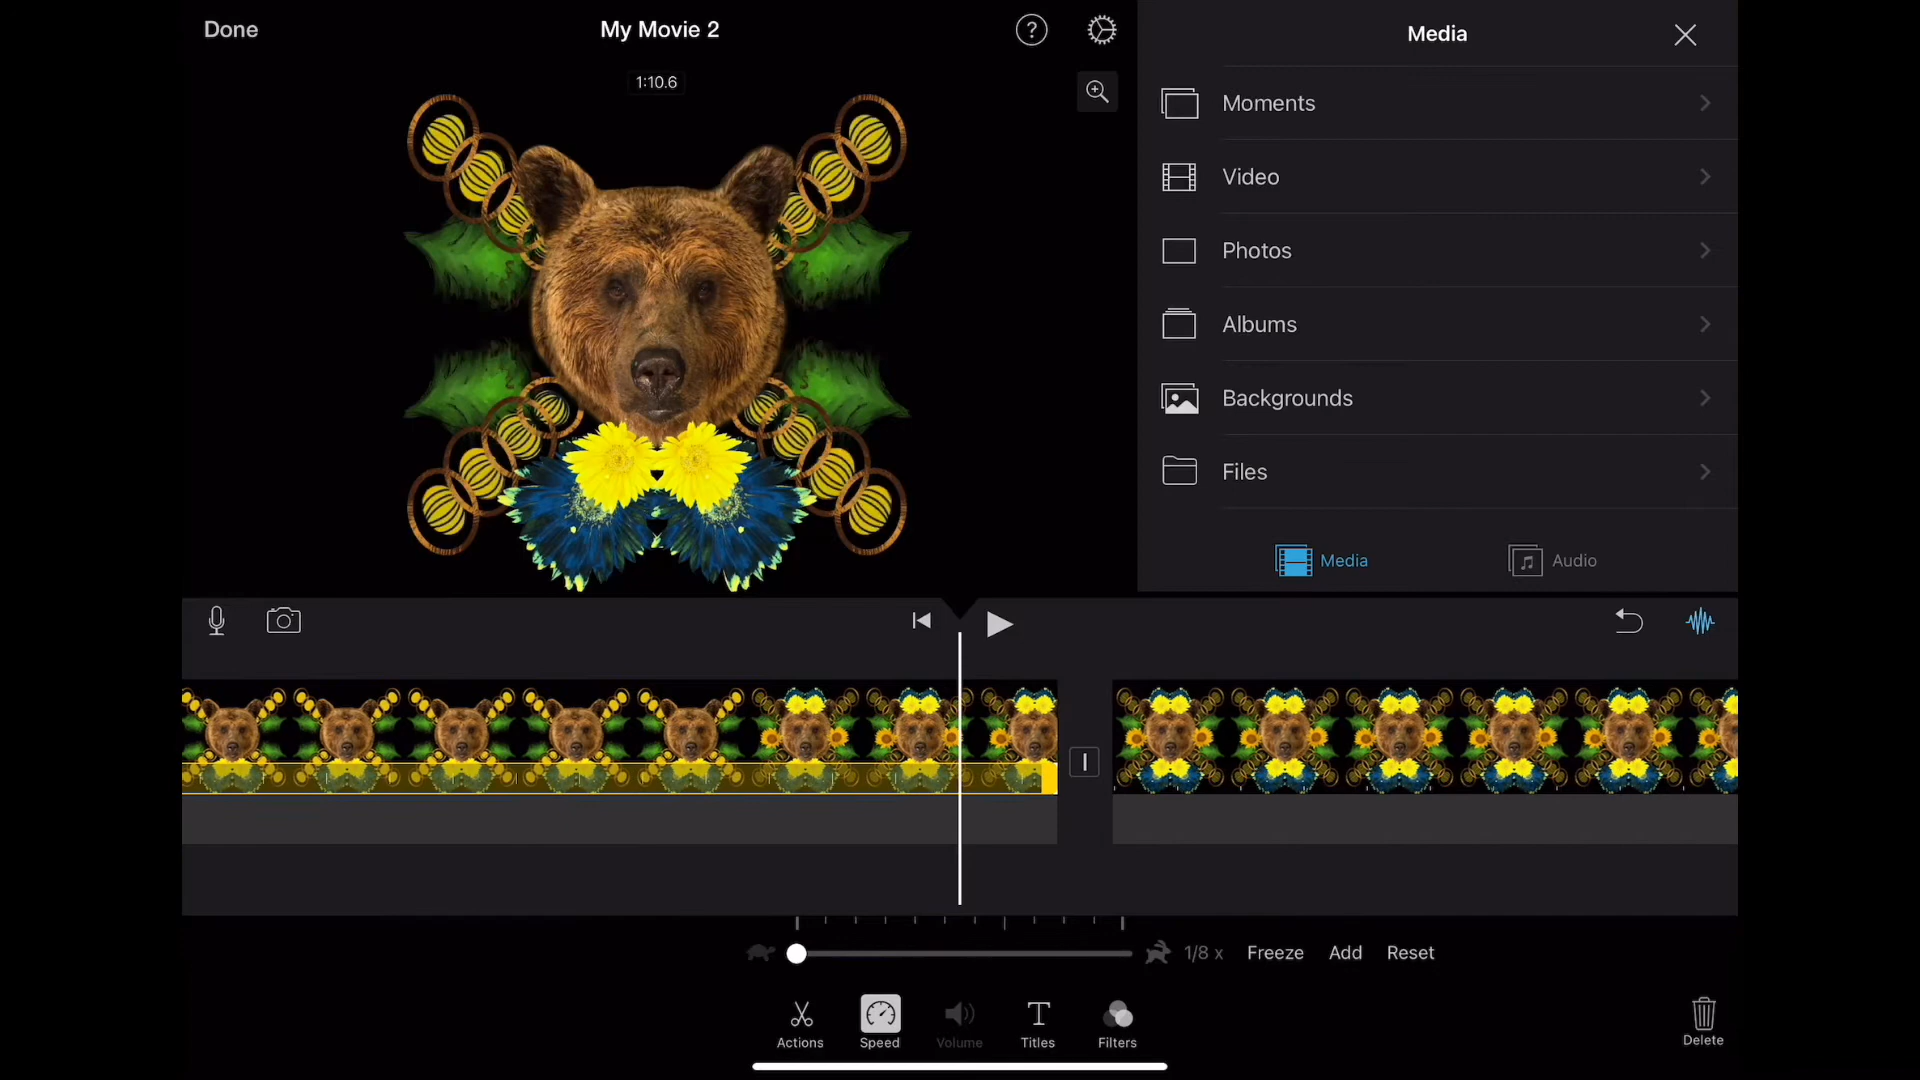 Done
My Movie 2
?
Media
1:10.6
Moments
Video
Photos
Albums
Backgrounds
Files
Media
Audio
1/8 x
Freeze
Add
Reset
Actions
Speed
Volume
Titles
Filters
Delete